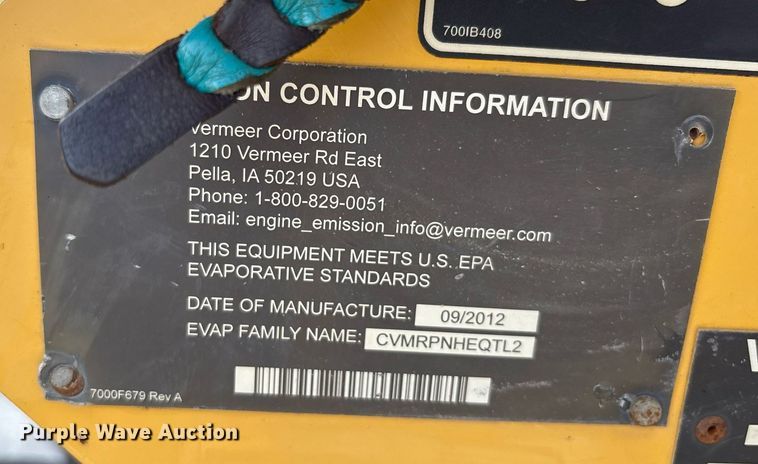 700IB408
ON CONTROL INFORMATION
Vermeer Corporation
1210 Vermeer Rd East
Pella, IA 50219 USA
Phone: 1-800-829-0051
Email: engine_emission_info@vermeer.com
THIS EQUIPMENT MEETS U.S. EPA
EVAPORATIVE STANDARDS
DATE OF MANUFACTURE: 09/2012
EVAP FAMILY NAME: CVMRPNHEQTL2
7000F679 Rev A
Purple Wave Auction